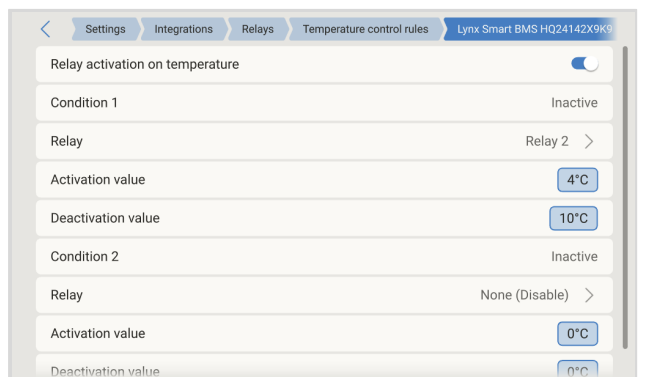 Settings Integrations Relays Temperature control rules Lynx Smart BMS HQ24142X9K9
Relay activation on temperature
Condition 1 Inactive
Relay Relay 2
Activation value 4°C
Deactivation value 10°C
Condition 2 Inactive
Relay None (Disable)
Activation value 0°C
Deactivation value 0°C